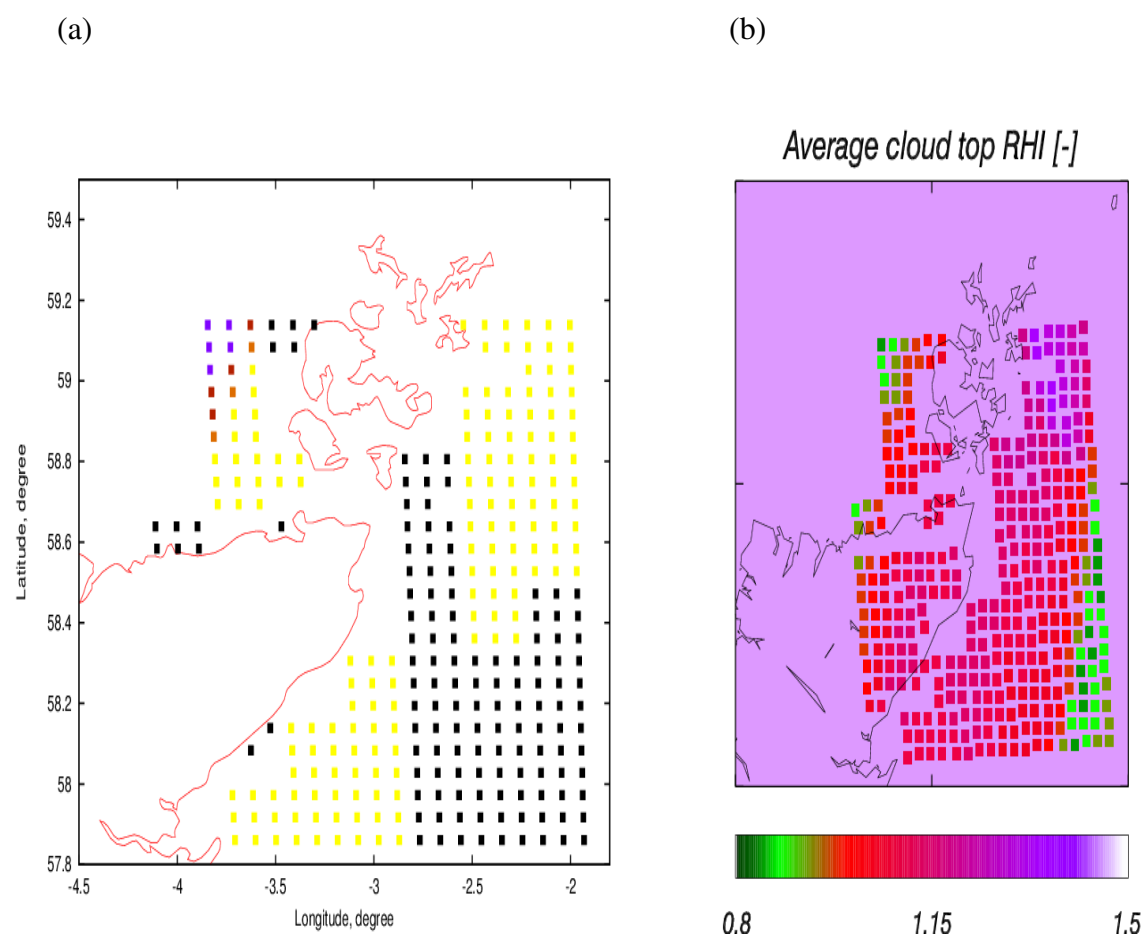 (a)
(b)
Average cloud top RHI [-]
59.4
59.2
59
58.8
58.6
58.4
58.2
58
57.8
Latitude, degree
-4.5 -4 -3.5 -3 -2.5 -2
Longitude, degree
0.8 1.15 1.5